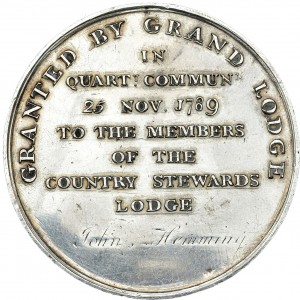 GRANTED BY GRAND LODGE
IN
QUART: COMMUN:
25 NOV. 1789
TO THE MEMBERS
OF THE
COUNTRY STEWARDS
LODGE
John Hemming